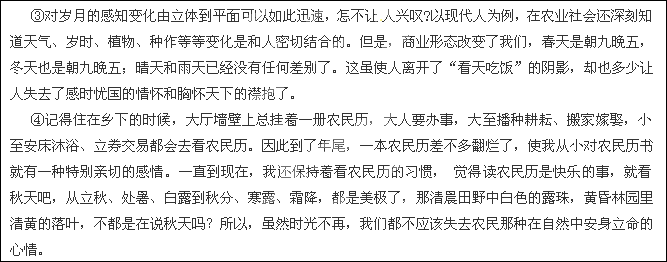 ③对岁月的感知变化由立体到平面可以如此迅速，怎不让 人兴叹?以现代人为例，在农业社会还深刻知
道天气、岁时、植物、种作等等变化是和人密切结合的。但是，商业形态改变了我们，春天是朝九晚五，
冬天也是朝九晚五；晴天和雨天已经没有任何差别了。这虽使人离开了“看天吃饭”的阴影，却也多少让
人失去了感时忧国的情怀和胸怀天下的襟抱了。
④记得住在乡下的时候，大厅墙壁上总挂着一册农民历，大人要办事，大至播种耕耘、搬家嫁娶，小
至安床沐浴、立券交易都会去看农民历。因此到了年尾，一本农民历差不多翻烂了，使我从小对农民历书
就有一种特别亲切的感情。一直到现在，我还保持着看农民历的习惯， 觉得读农民历是快乐的事，就看
秋天吧，从立秋、处暑、白露到秋分、寒露、霜降，都是美极了，那清晨田野中白色的露珠，黄昏林园里
清黄的落叶，不都是在说秋天吗？所以，虽然时光不再，我们都不应该失去农民那种在自然中安身立命的
心情。